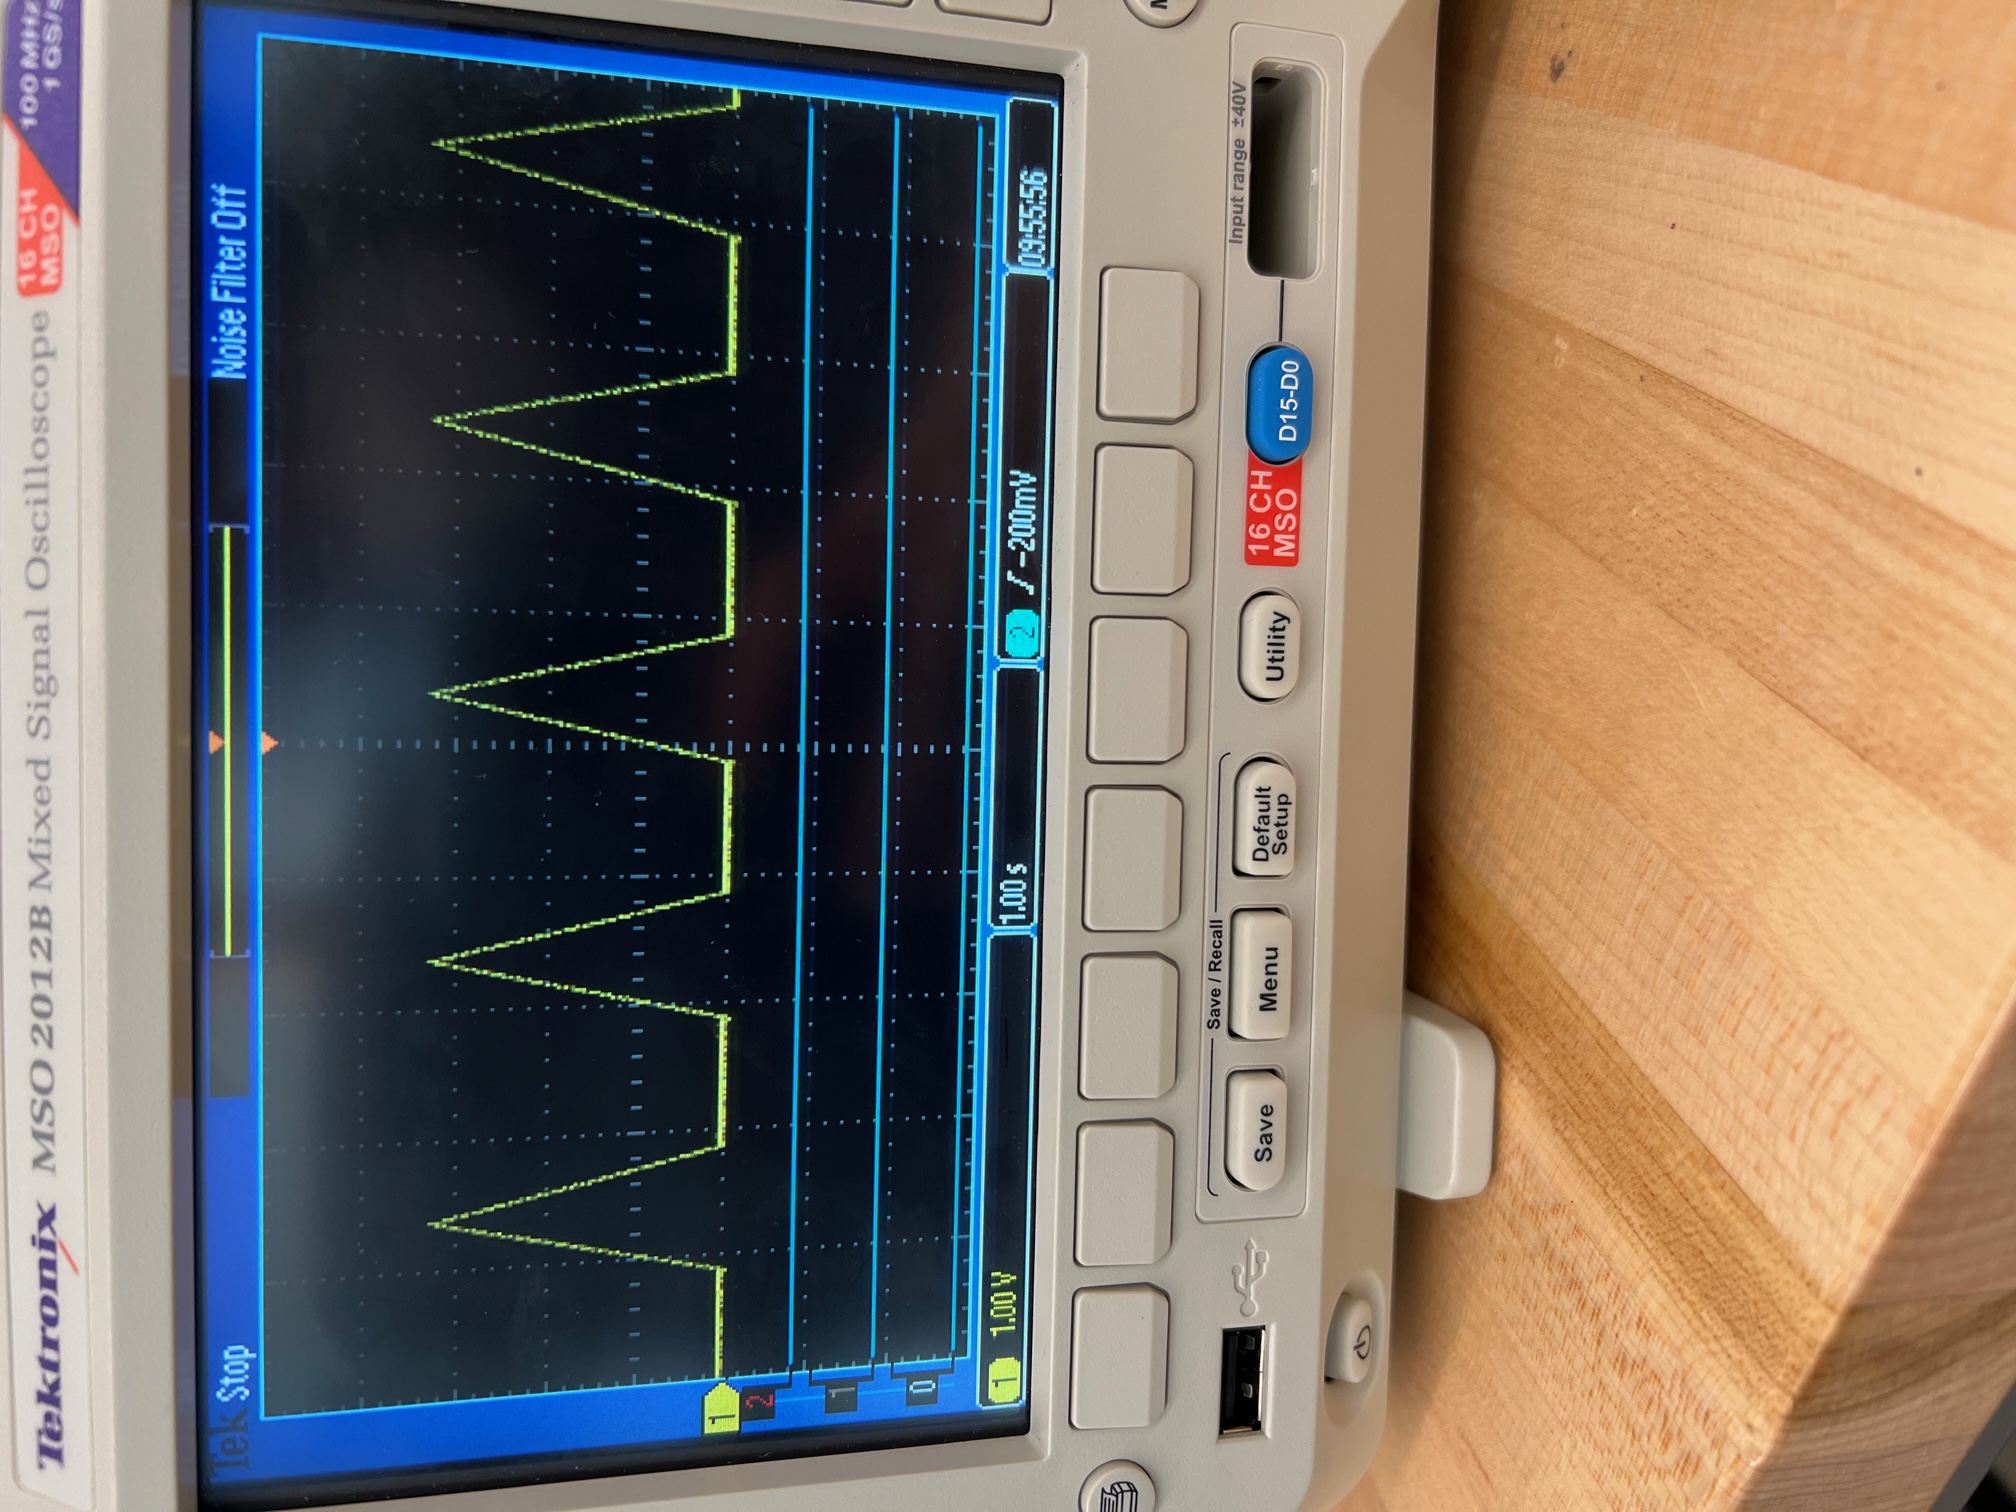 Tektronix MSO 2012B Mixed Signal Oscilloscope 16 CH MSO 100 MHz 1 GS/s
Tek Stop Noise Filter Off
1
2
1
0
1 1.00 V 1.00 s 2 -200mV 09:55:56
Save / Recall
Save Menu Default Setup Utility 16 CH MSO D15-D0 Input range ±40V
M